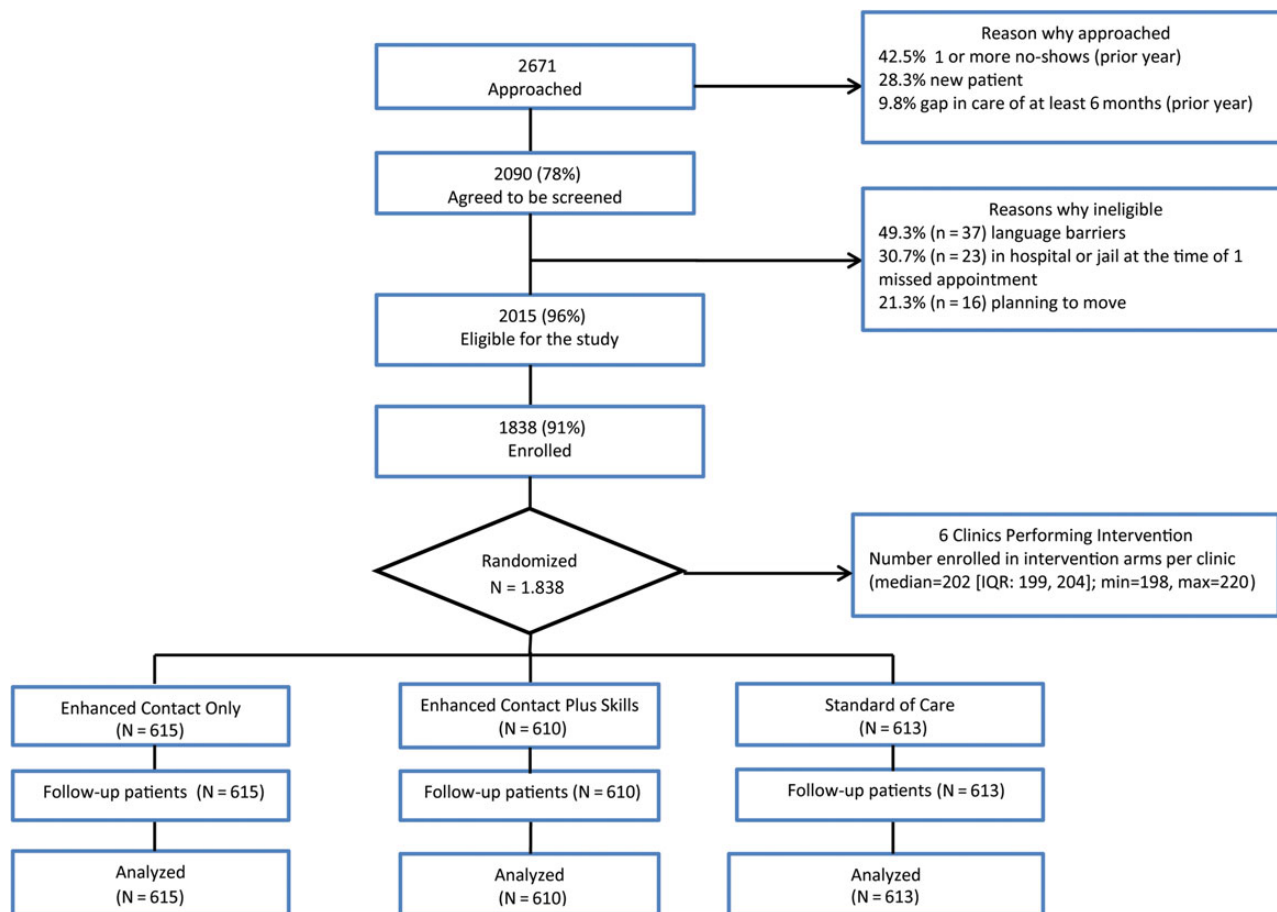 2671
Approached
Reason why approached
42.5% 1 or more no-shows (prior year)
28.3% new patient
9.8% gap in care of at least 6 months (prior year)
2090 (78%)
Agreed to be screened
Reasons why ineligible
49.3% (n = 37) language barriers
30.7% (n = 23) in hospital or jail at the time of 1
missed appointment
21.3% (n = 16) planning to move
2015 (96%)
Eligible for the study
1838 (91%)
Enrolled
Randomized
N = 1.838
6 Clinics Performing Intervention
Number enrolled in intervention arms per clinic
(median=202 [IQR: 199, 204]; min=198, max=220)
Enhanced Contact Only
(N = 615)
Enhanced Contact Plus Skills
(N = 610)
Standard of Care
(N = 613)
Follow-up patients (N = 615)
Follow-up patients (N = 610)
Follow-up patients (N = 613)
Analyzed
(N = 615)
Analyzed
(N = 610)
Analyzed
(N = 613)